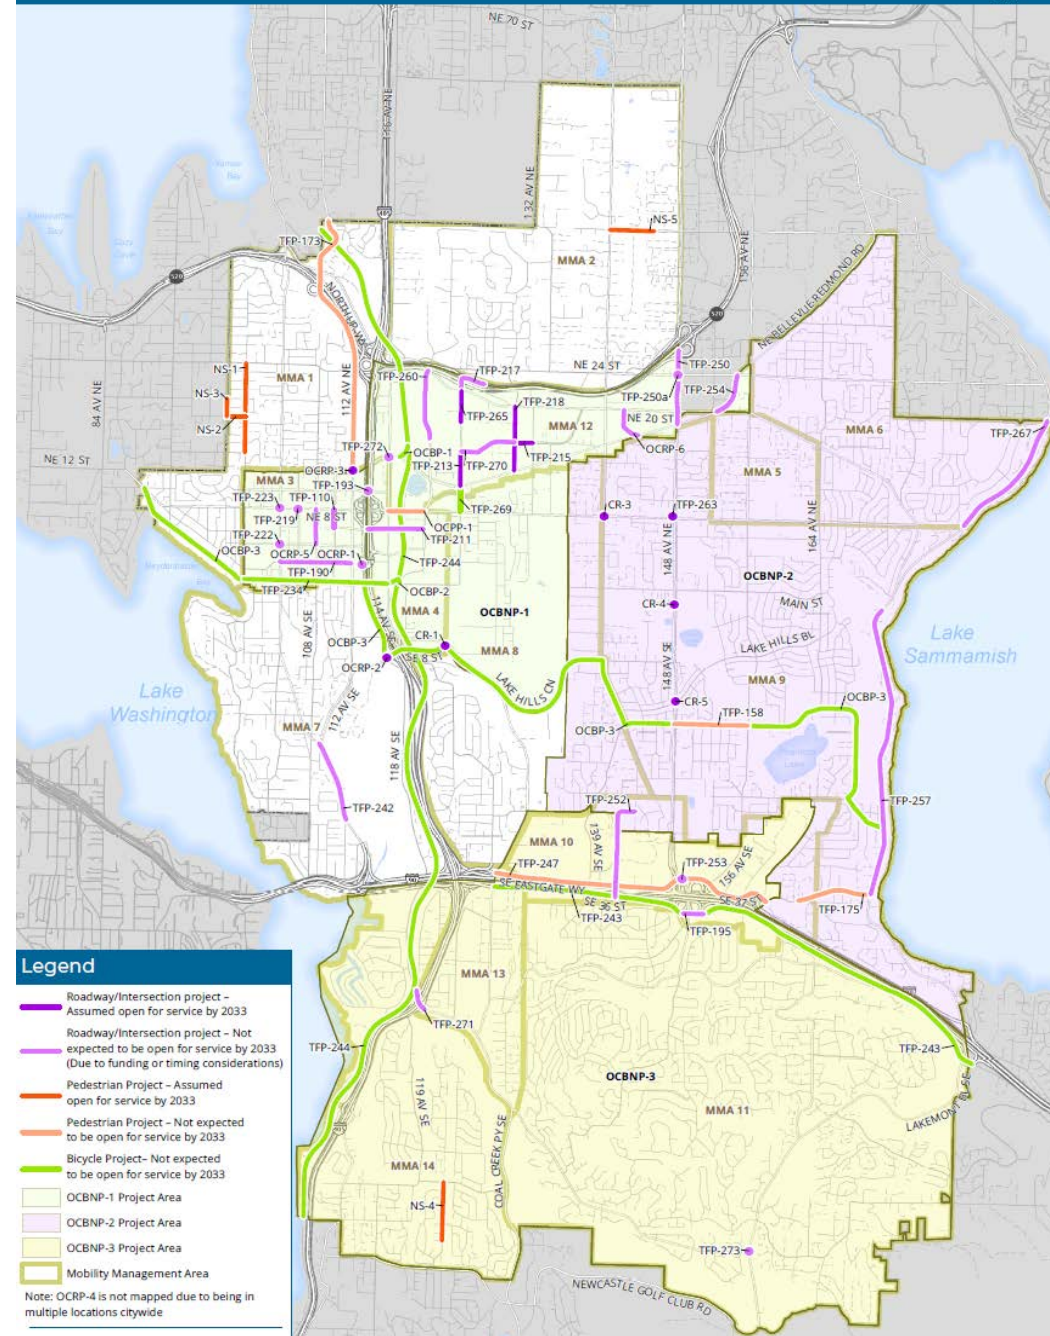 NE 70 ST
116 AV NE
132 AV NE
405
NS-5
TFP-173
MMA 2
156 AV NE
520
NORTHUP WY
520
NE BELLEVUE-REDMOND RD
NE 24 ST
TFP-217
TFP-250
NS-1
MMA 1
112 AV NE
TFP-260
TFP-250a
TFP-254
84 AV NE
NS-3
TFP-218
TFP-265
NE 20 ST
NS-2
MMA 12
MMA 6
TFP-267
TFP-272
OCBP-1
TFP-215
OCRP-6
NE 12 ST
OCRP-3
TFP-213
TFP-270
MMA 5
MMA 3
TFP-193
TFP-223
TFP-110
CR-3
TFP-263
TFP-269
TFP-219
NE 8 ST
OCPP-1
TFP-222
TFP-211
148 AV NE
164 AV NE
OCBP-3
OCRP-5
OCRP-1
TFP-244
TFP-190
OCBNP-2
TFP-234
OCBP-2
MAIN ST
CR-4
114 AV SE
MMA 4
OCBNP-1
108 AV SE
OCBP-3
CR-1
LAKE HILLS BL
Lake
Sammamish
OCRP-2
SE 8 ST
MMA 8
148 AV SE
MMA 9
Lake
Washington
112 AV SE
LAKE HILLS CN
CR-5
OCBP-3
TFP-158
MMA 7
OCBP-3
118 AV SE
TFP-242
TFP-252
TFP-257
MMA 10
139 AV SE
TFP-247
TFP-253
156 AV SE
SE EASTGATE WY
SE 36 ST
SE 37 ST
TFP-243
TFP-175
TFP-195
MMA 13
TFP-271
TFP-244
TFP-243
OCBNP-3
119 AV SE
MMA 11
LAKEMONT BL SE
COAL CREEK PY SE
MMA 14
NS-4
TFP-273
NEWCASTLE GOLF CLUB RD
Legend
Roadway/Intersection project –
Assumed open for service by 2033
Roadway/Intersection project – Not
expected to be open for service by 2033
(Due to funding or timing considerations)
Pedestrian Project – Assumed
open for service by 2033
Pedestrian Project – Not expected
to be open for service by 2033
Bicycle Project– Not expected
to be open for service by 2033
OCBNP-1 Project Area
OCBNP-2 Project Area
OCBNP-3 Project Area
Mobility Management Area
Note: OCRP-4 is not mapped due to being in
multiple locations citywide